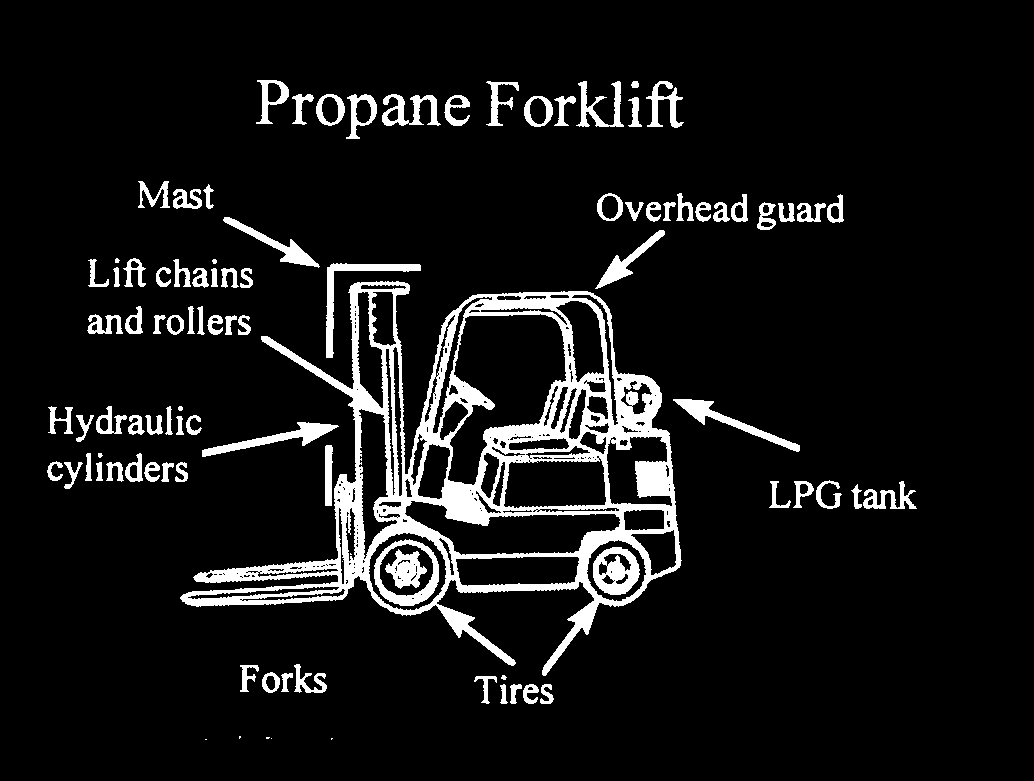 Propane Forklift
Mast
Overhead guard
Lift chains
and rollers
Hydraulic
cylinders
LPG tank
Forks
Tires